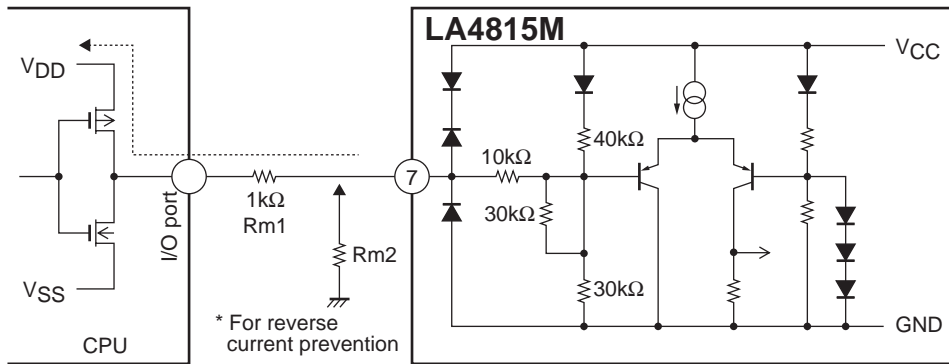 LA4815M
VCC
VDD
40kΩ
10kΩ
7
I/O port
1kΩ
Rm1
30kΩ
Rm2
30kΩ
VSS
* For reverse
current prevention
GND
CPU